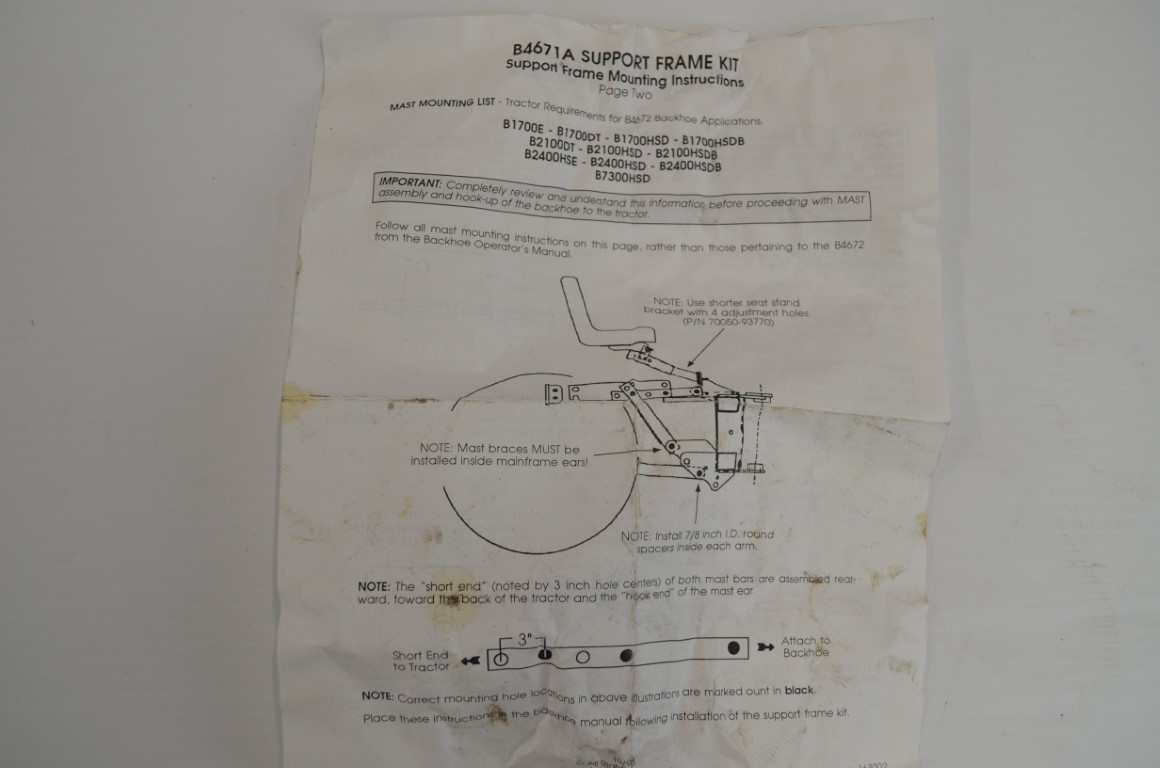 B4671A SUPPORT FRAME KIT
Support Frame Mounting Instructions
Page Two
MAST MOUNTING LIST - Tractor Requirements for B4672 Backhoe Applications.
B1700E - B1700DT - B1700HSD - B1700HSDB
B2100DT - B2100HSD - B2100HSDB
B2400HSE - B2400HSD - B2400HSDB
B7300HSD
IMPORTANT: Completely review and understand this information before proceeding with MAST
assembly and hook-up of the backhoe to the tractor.
Follow all mast mounting instructions on this page, rather than those pertaining to the B4672
from the Backhoe Operator's Manual.
NOTE: Use shorter seat stand
bracket with 4 adjustment holes.
(P/N 70050-93770)
NOTE: Mast braces MUST be
installed inside mainframe ears!
NOTE: Install 7/8 inch I.D. round
spacers inside each arm.
NOTE: The "short end" (noted by 3 inch hole centers) of both mast bars are assembled rear-
ward, toward the back of the tractor and the "hook end" of the mast ear.
3"
Short End
to Tractor
Attach to
Backhoe
NOTE: Correct mounting hole locations in above illustrations are marked ount in black.
Place these instructions in the backhoe manual following installation of the support frame kit.